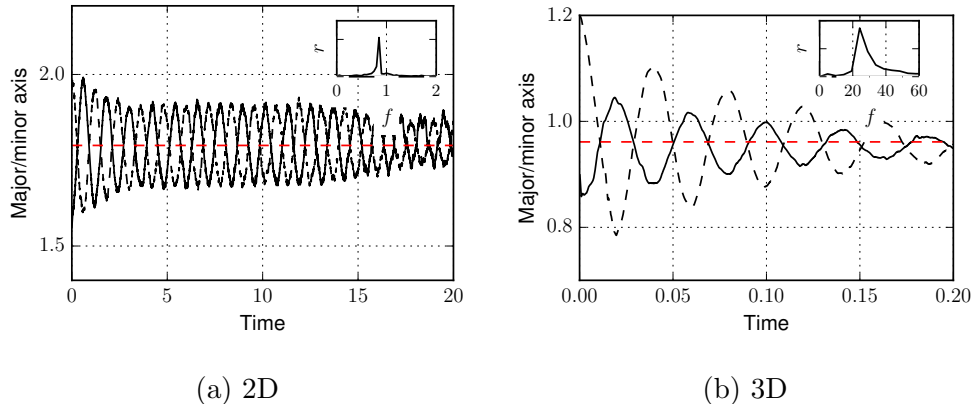 2.0
1.5
Major/minor axis
0 5 10 15 20
Time
r
0 1 2
f
(a) 2D
1.2
1.0
0.8
Major/minor axis
0.00 0.05 0.10 0.15 0.20
Time
r
0 20 40 60
f
(b) 3D